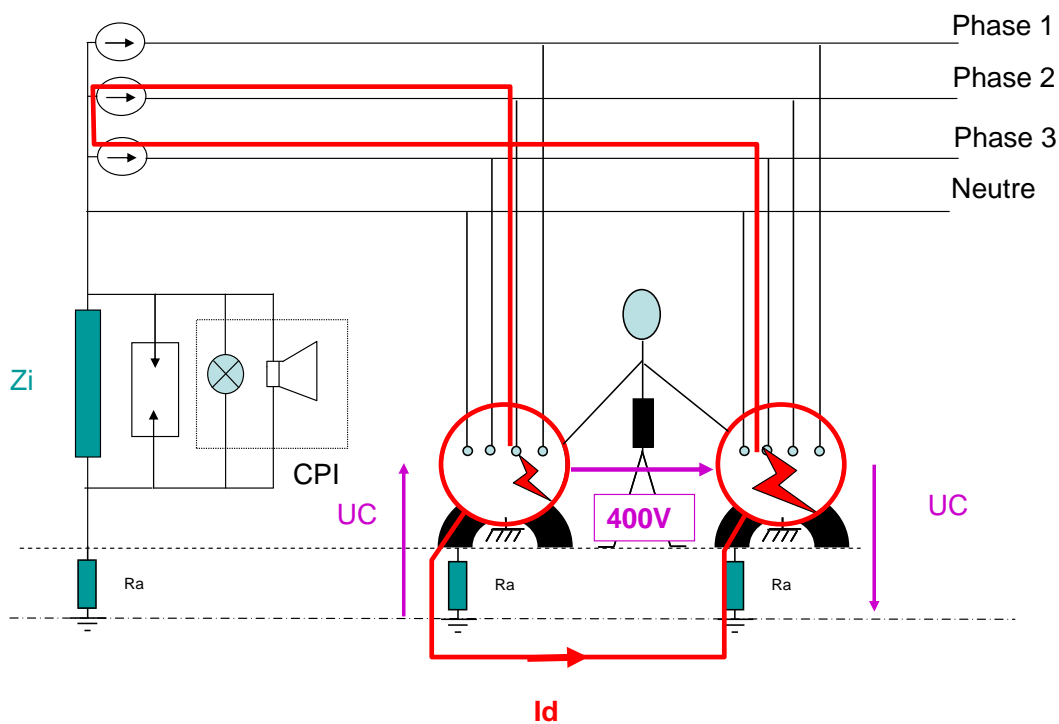 Phase 1
Phase 2
Phase 3
Neutre
Zi
CPI
UC
400V
UC
Ra
Ra
Ra
Id